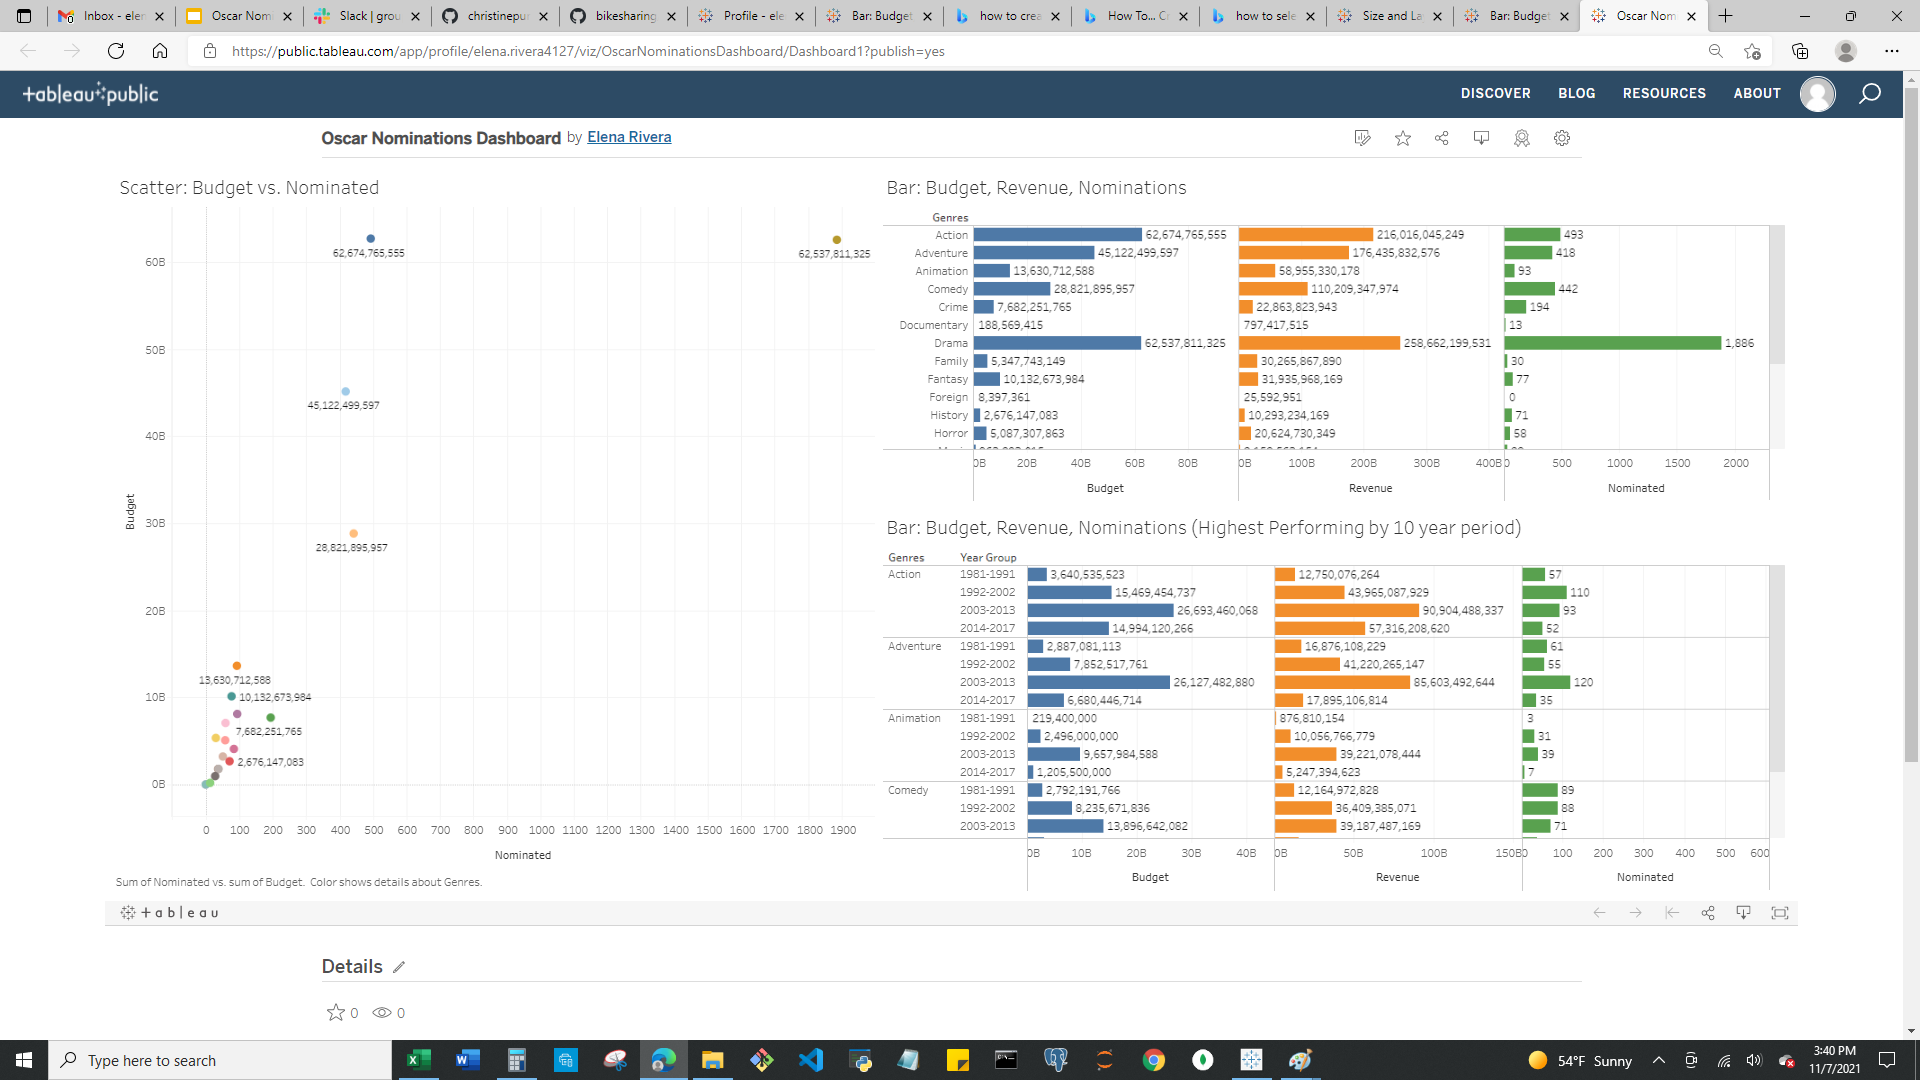 Inbox - elen
Oscar Nomi
Slack | grou
christinepur
bikesharing
Profile - ele
Bar: Budget
how to crea
How To... Cr
how to sele
Size and La
Bar: Budget
Oscar Nom
https://public.tableau.com/app/profile/elena.rivera4127/viz/OscarNominationsDashboard/Dashboard1?publish=yes
+ableau public
DISCOVER BLOG RESOURCES ABOUT
Oscar Nominations Dashboard by Elena Rivera
Scatter: Budget vs. Nominated
62,674,765,555
62,537,811,325
60B
50B
45,122,499,597
40B
Budget
30B
28,821,895,957
20B
13,630,712,588
10B
10,132,673,984
7,682,251,765
2,676,147,083
0B
0 100 200 300 400 500 600 700 800 900 1000 1100 1200 1300 1400 1500 1600 1700 1800 1900
Nominated
Sum of Nominated vs. sum of Budget. Color shows details about Genres.
Bar: Budget, Revenue, Nominations
Genres
Action 62,674,765,555 216,016,045,249 493
Adventure 45,122,499,597 176,435,832,576 418
Animation 13,630,712,588 58,955,330,178 93
Comedy 28,821,895,957 110,209,347,974 442
Crime 7,682,251,765 22,863,823,943 194
Documentary 188,569,415 797,417,515 13
Drama 62,537,811,325 258,662,199,531 1,886
Family 5,347,743,149 30,265,867,890 30
Fantasy 10,132,673,984 31,935,968,169 77
Foreign 8,397,361 25,592,951 0
History 2,676,147,083 10,293,234,169 71
Horror 5,087,307,863 20,624,730,349 58
0B 20B 40B 60B 80B 0B 100B 200B 300B 400B 0 500 1000 1500 2000
Budget Revenue Nominated
Bar: Budget, Revenue, Nominations (Highest Performing by 10 year period)
Genres Year Group
Action 1981-1991 3,640,535,523 12,750,076,264 57
1992-2002 15,469,454,737 43,965,087,929 110
2003-2013 26,693,460,068 90,904,488,337 93
2014-2017 14,994,120,266 57,316,208,620 52
Adventure 1981-1991 2,887,081,113 16,876,108,229 61
1992-2002 7,852,517,761 41,220,265,147 55
2003-2013 26,127,482,880 85,603,492,644 120
2014-2017 6,680,446,714 17,895,106,814 35
Animation 1981-1991 219,400,000 876,810,154 3
1992-2002 2,496,000,000 10,056,766,779 31
2003-2013 9,657,984,588 39,221,078,444 39
2014-2017 1,205,500,000 5,247,394,623 7
Comedy 1981-1991 2,792,191,766 12,164,972,828 89
1992-2002 8,235,671,836 36,409,385,071 88
2003-2013 13,896,642,082 39,187,487,169 71
0B 10B 20B 30B 40B 0B 50B 100B 150B 0 100 200 300 400 500 600
Budget Revenue Nominated
+ableau
Details
0 0
Type here to search
54°F Sunny
3:40 PM
11/7/2021